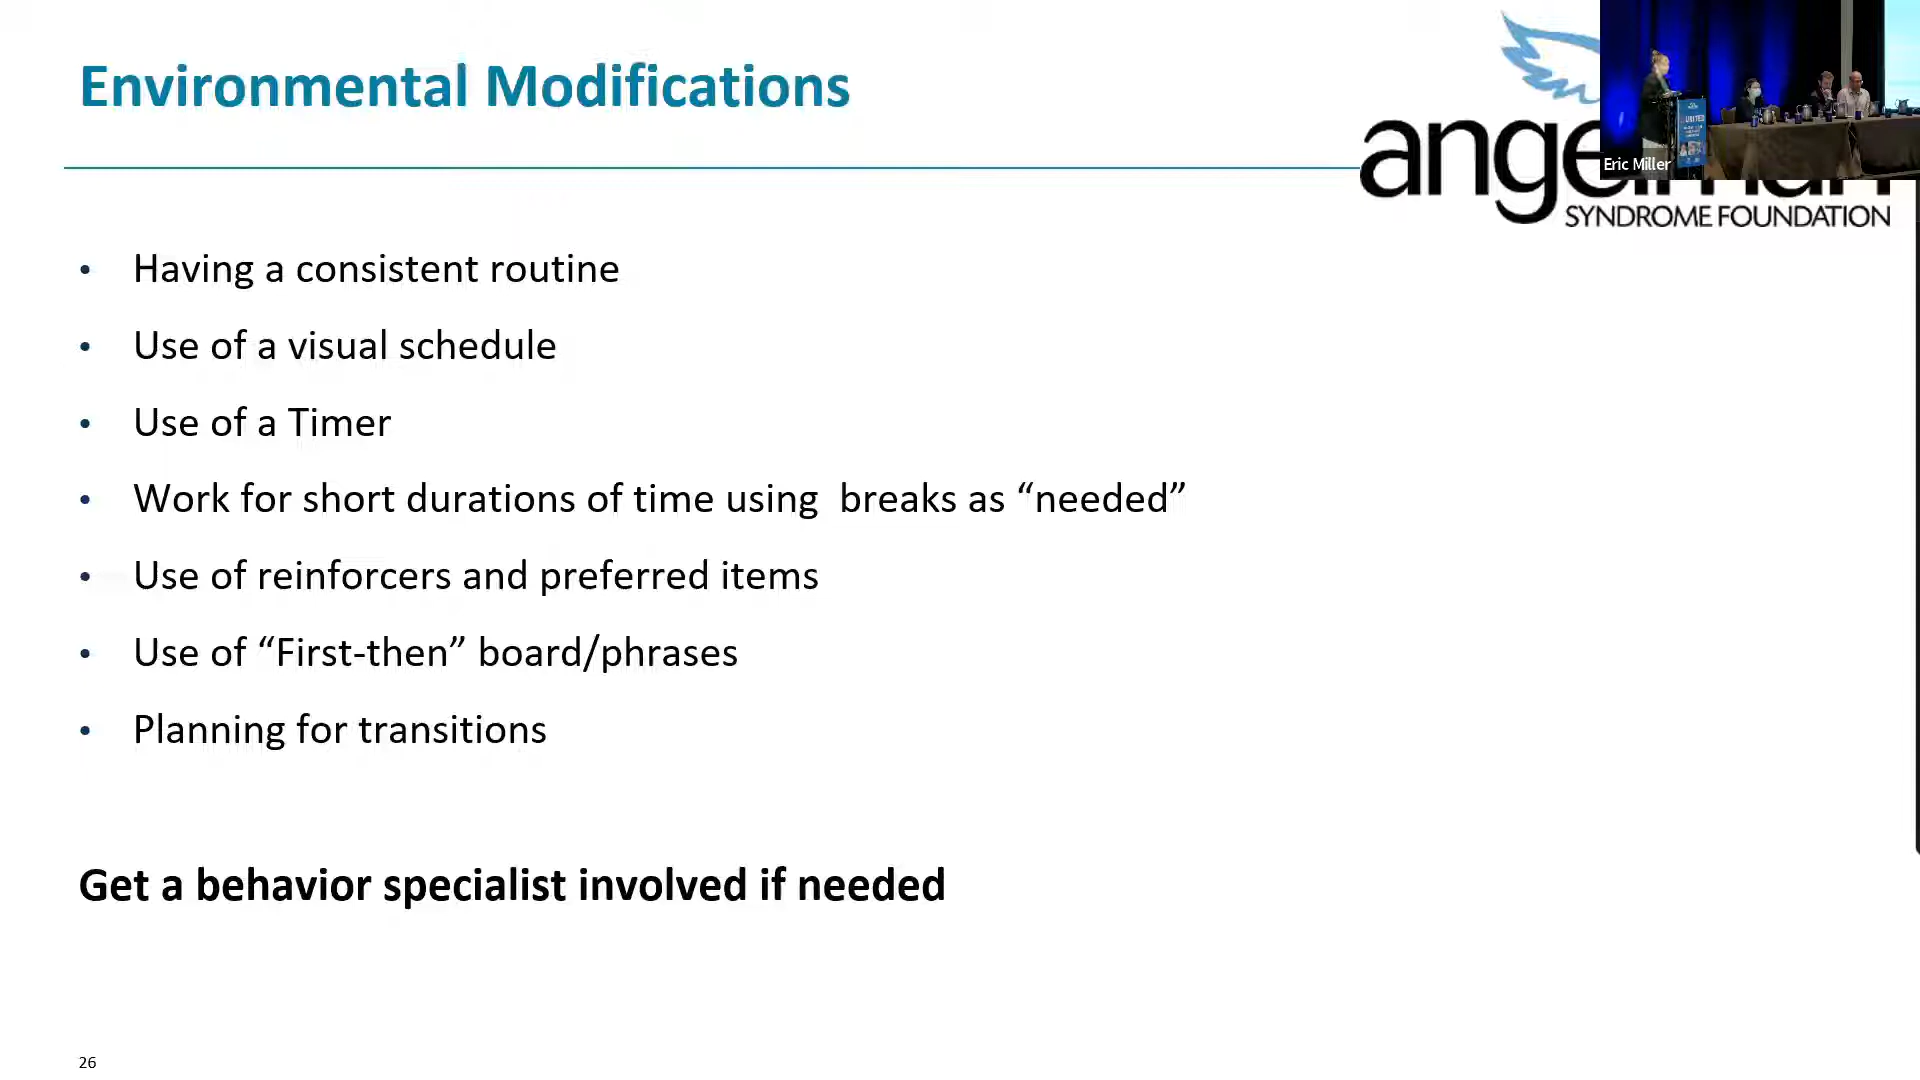 Environmental Modifications
Eric Miller
SYNDROME FOUNDATION
• Having a consistent routine
• Use of a visual schedule
• Use of a Timer
• Work for short durations of time using  breaks as “needed”
• Use of reinforcers and preferred items
• Use of “First-then” board/phrases
• Planning for transitions
Get a behavior specialist involved if needed
26